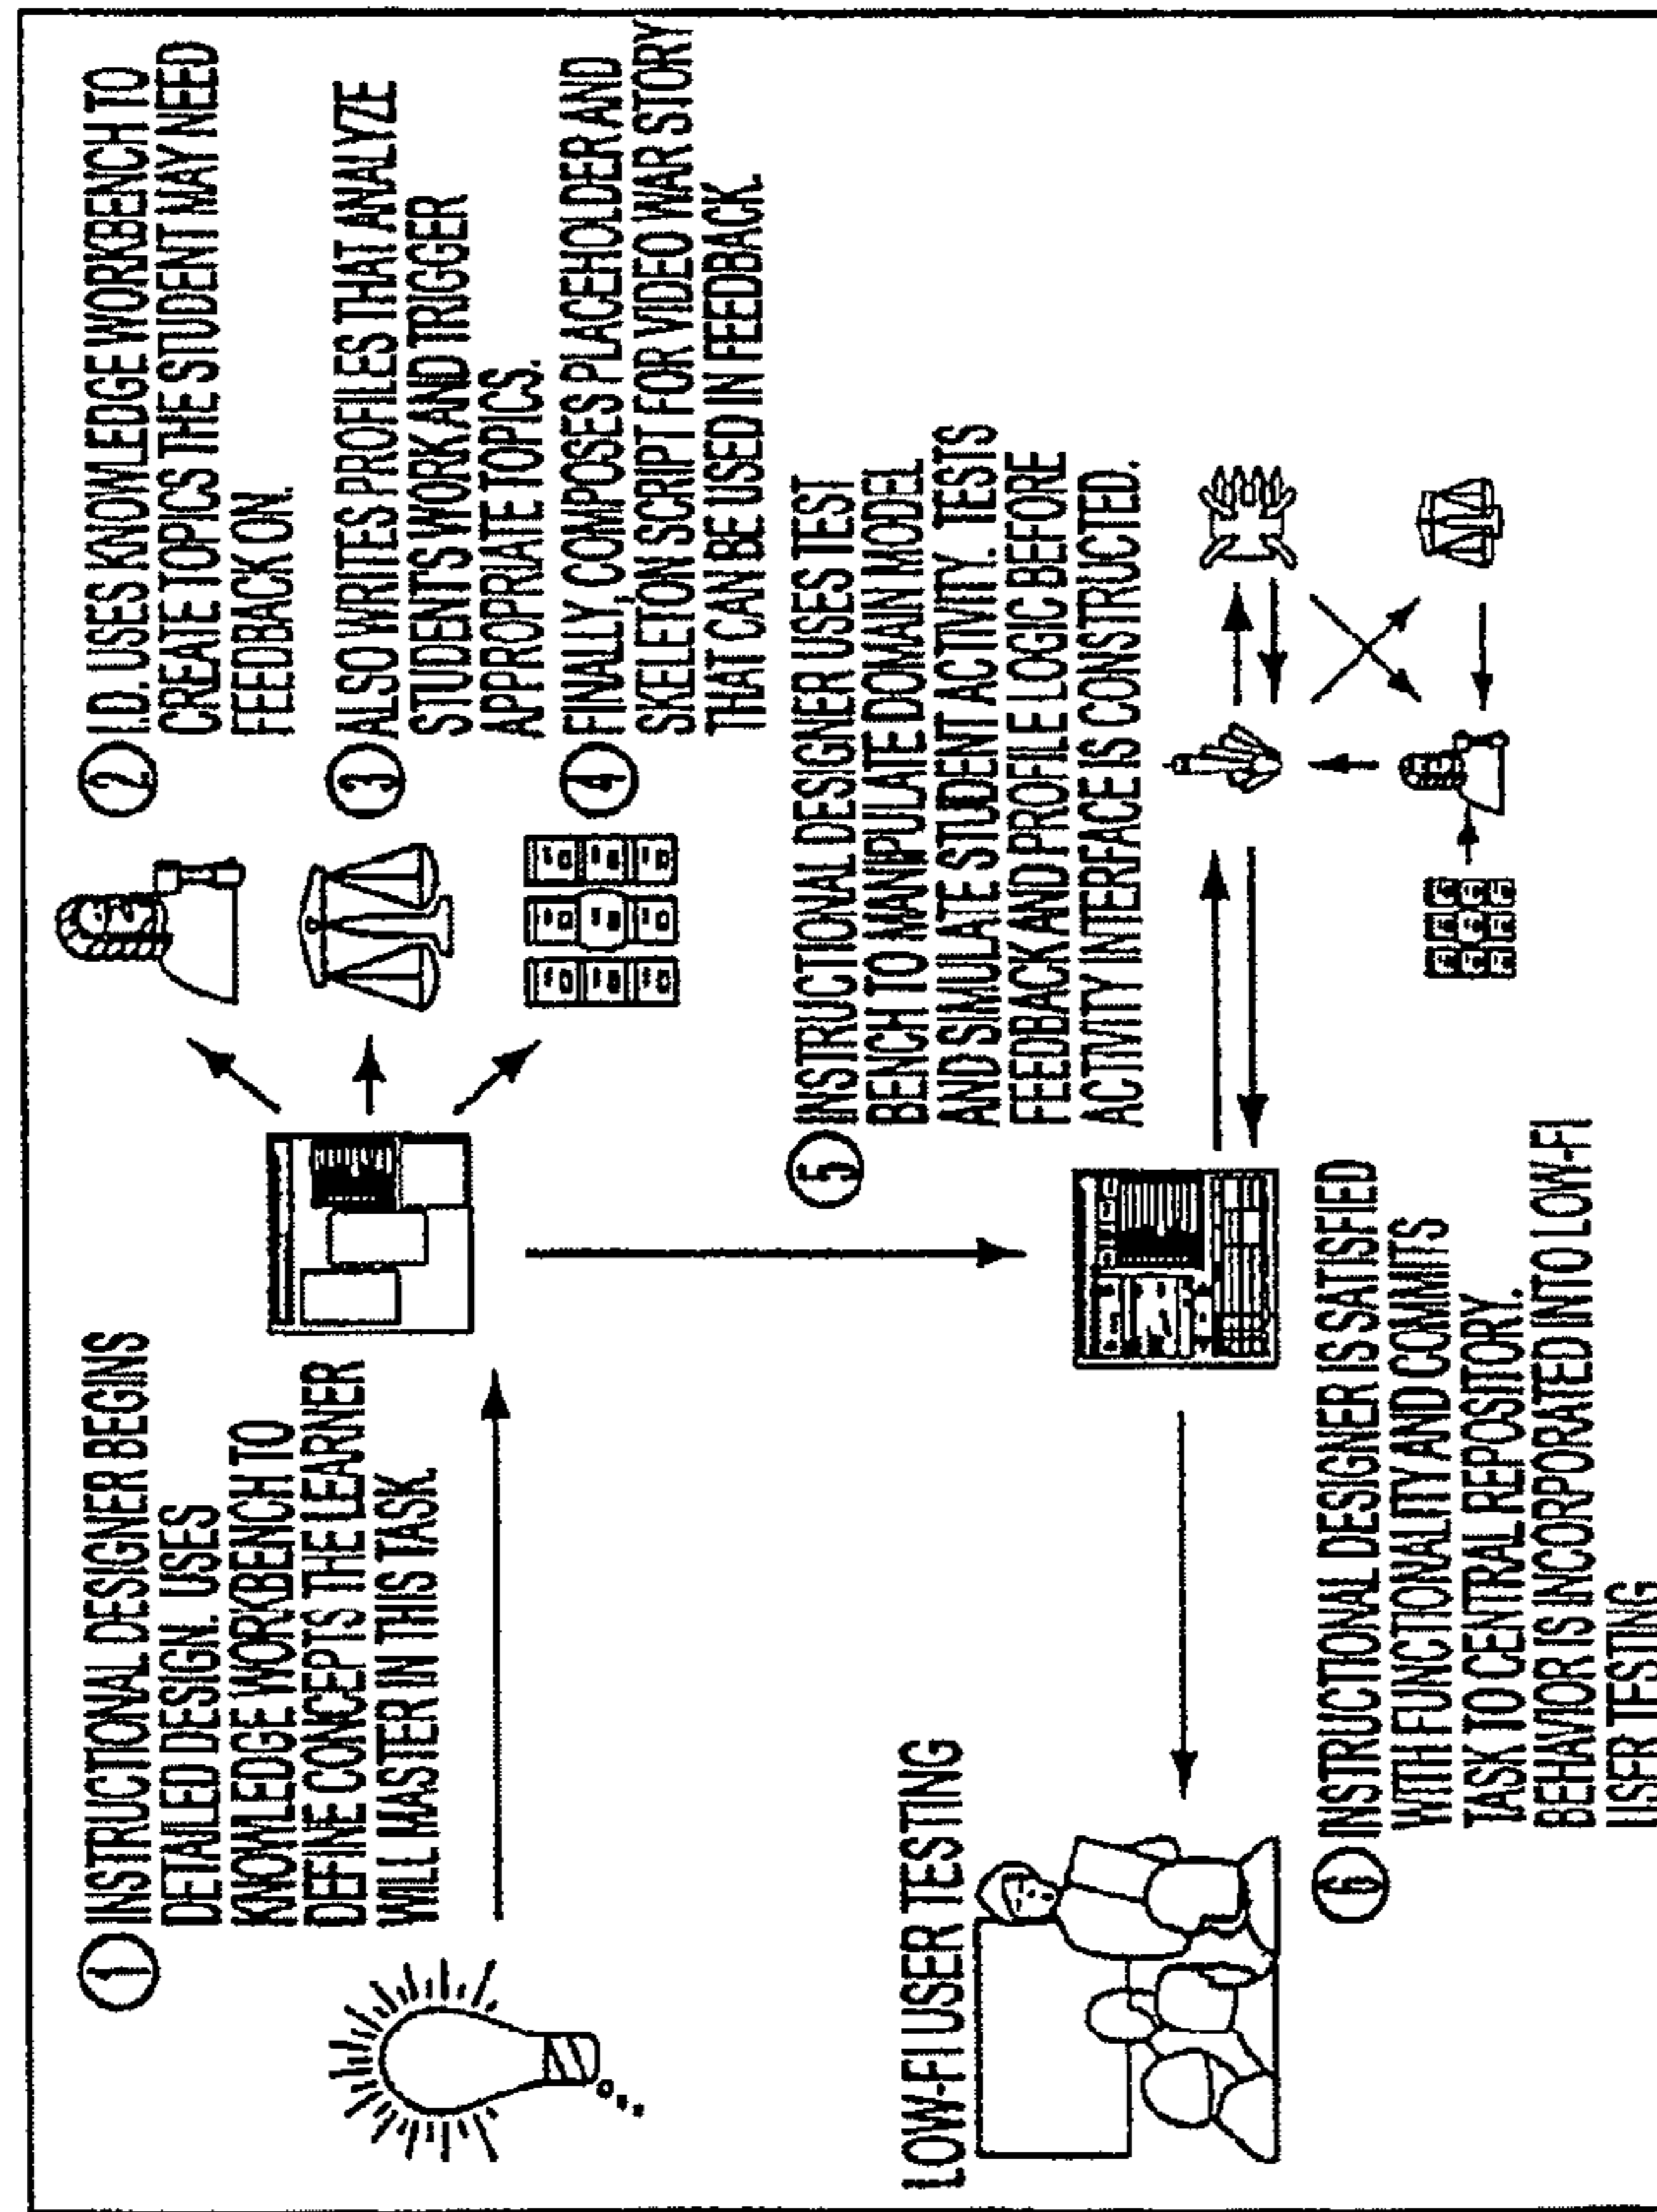 1
INSTRUCTIONAL DESIGNER BEGINS
DETAILED DESIGN. USES
KNOWLEDGE WORKBENCH TO
DEFINE CONCEPTS THE LEARNER
WILL MASTER IN THIS TASK.
2
I.D. USES KNOWLEDGE WORKBENCH TO
CREATE TOPICS THE STUDENT MAY NEED
FEEDBACK ON.
3
ALSO WRITES PROFILES THAT ANALYZE
STUDENT'S WORK AND TRIGGER
APPROPRIATE TOPICS.
4
FINALLY, COMPOSES PLACEHOLDER AND
SKELETON SCRIPT FOR VIDEO WAR STORY
THAT CAN BE USED IN FEEDBACK.
5
INSTRUCTIONAL DESIGNER USES TEST
BENCH TO MANIPULATE DOMAIN MODEL
AND SIMULATE STUDENT ACTIVITY. TESTS
FEEDBACK AND PROFILE LOGIC BEFORE
ACTIVITY INTERFACE IS CONSTRUCTED.
LOW-FI USER TESTING
6
INSTRUCTIONAL DESIGNER IS SATISFIED
WITH FUNCTIONALITY AND COMMITS
TASK TO CENTRAL REPOSITORY.
BEHAVIOR IS INCORPORATED INTO LOW-FI
USER TESTING